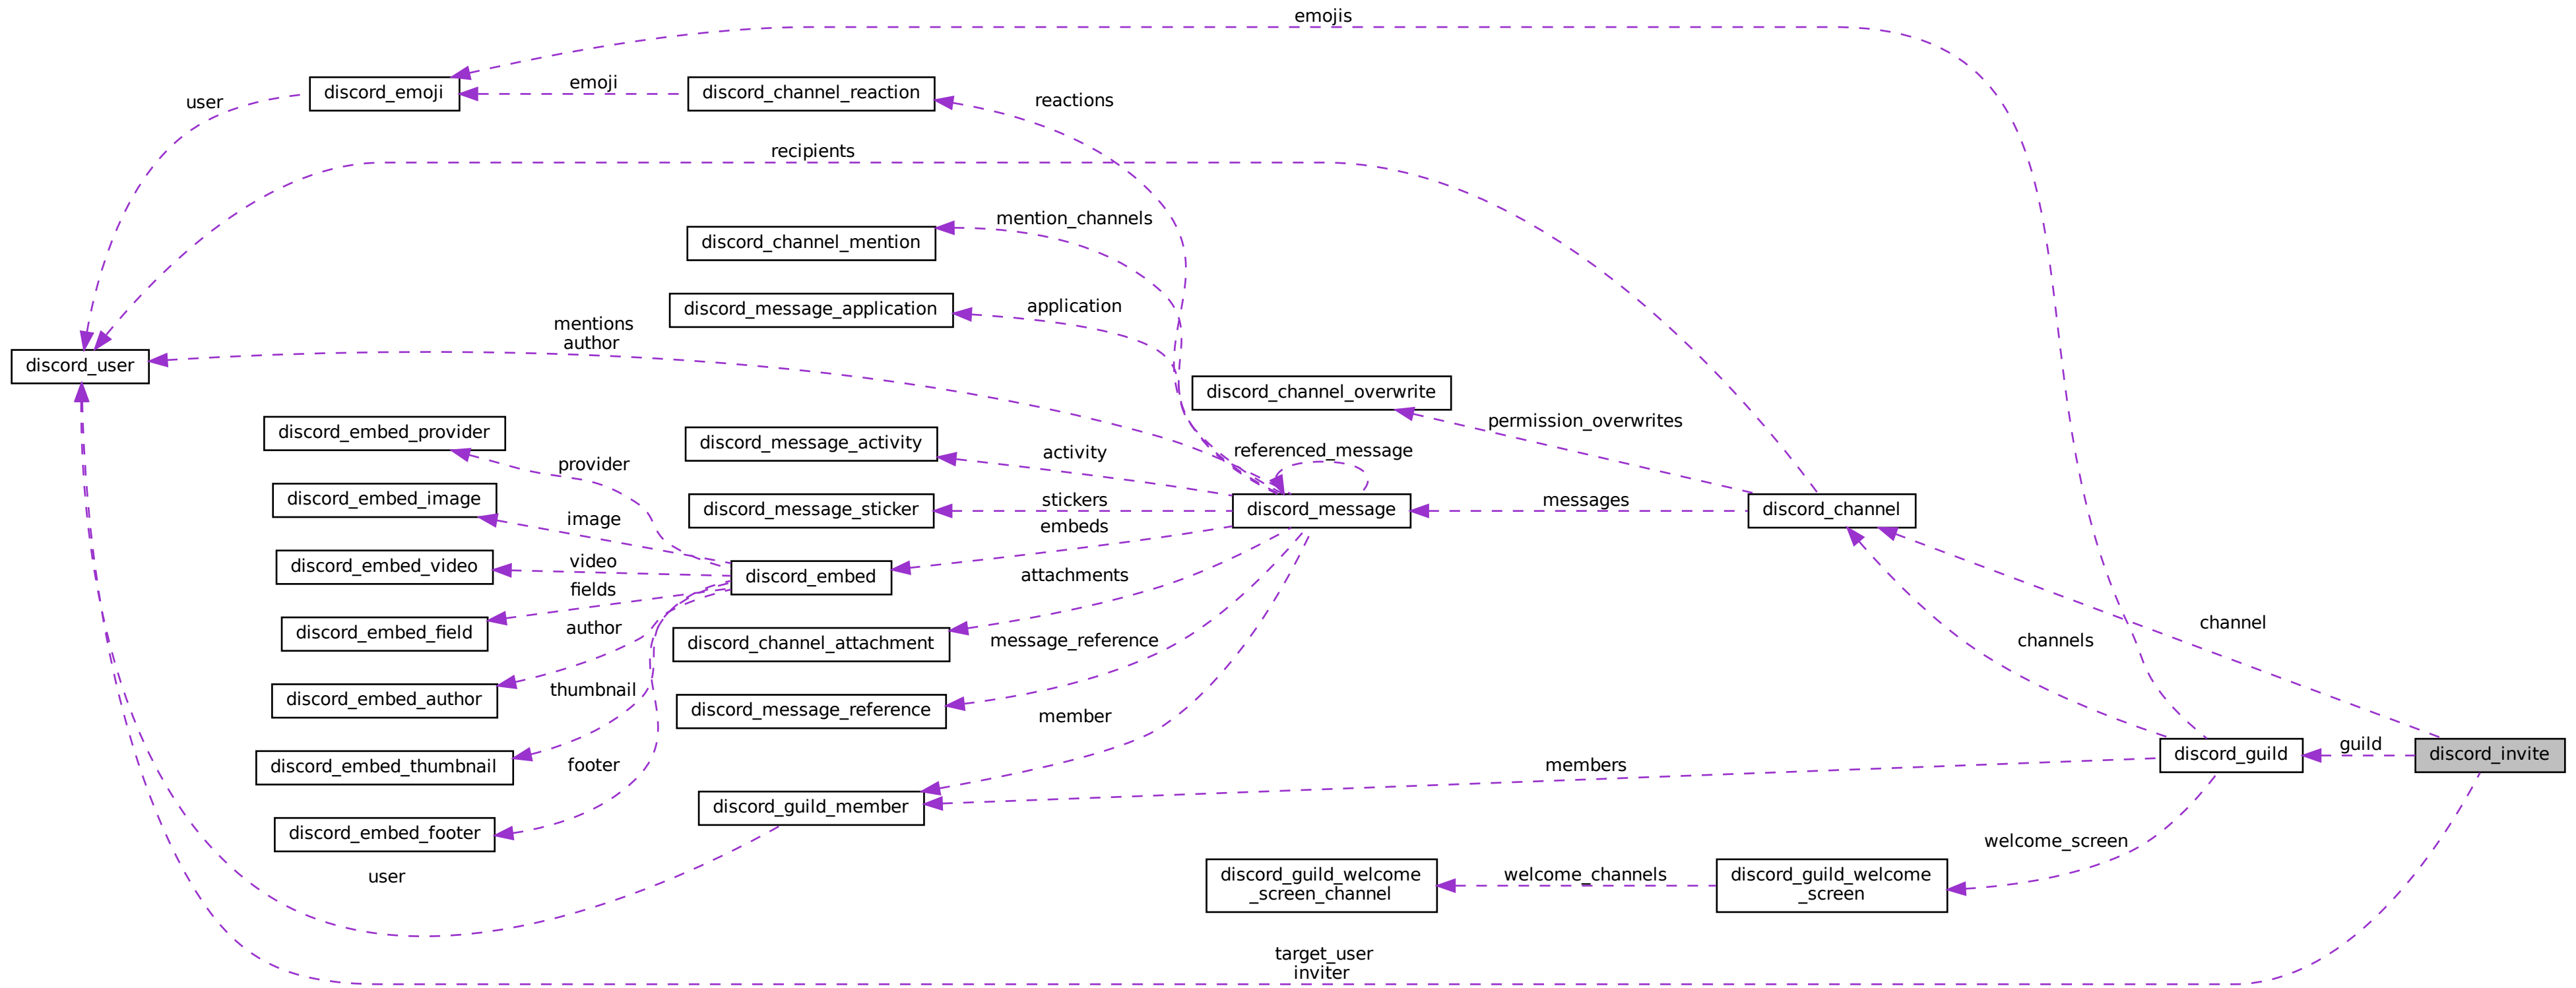 emojis
discord_emoji
emoji
discord_channel_reaction
reactions
user
recipients
mention_channels
discord_channel_mention
discord_message_application
application
mentions
author
discord_user
discord_channel_overwrite
permission_overwrites
discord_embed_provider
discord_message_activity
activity
referenced_message
provider
discord_embed_image
discord_message_sticker
stickers
discord_message
messages
discord_channel
image
embeds
discord_embed_video
video
discord_embed
fields
attachments
discord_embed_field
author
discord_channel_attachment
message_reference
channels
channel
discord_embed_author
thumbnail
discord_message_reference
member
discord_embed_thumbnail
footer
members
discord_guild
guild
discord_invite
discord_embed_footer
discord_guild_member
welcome_screen
user
discord_guild_welcome
_screen_channel
welcome_channels
discord_guild_welcome
_screen
target_user
inviter